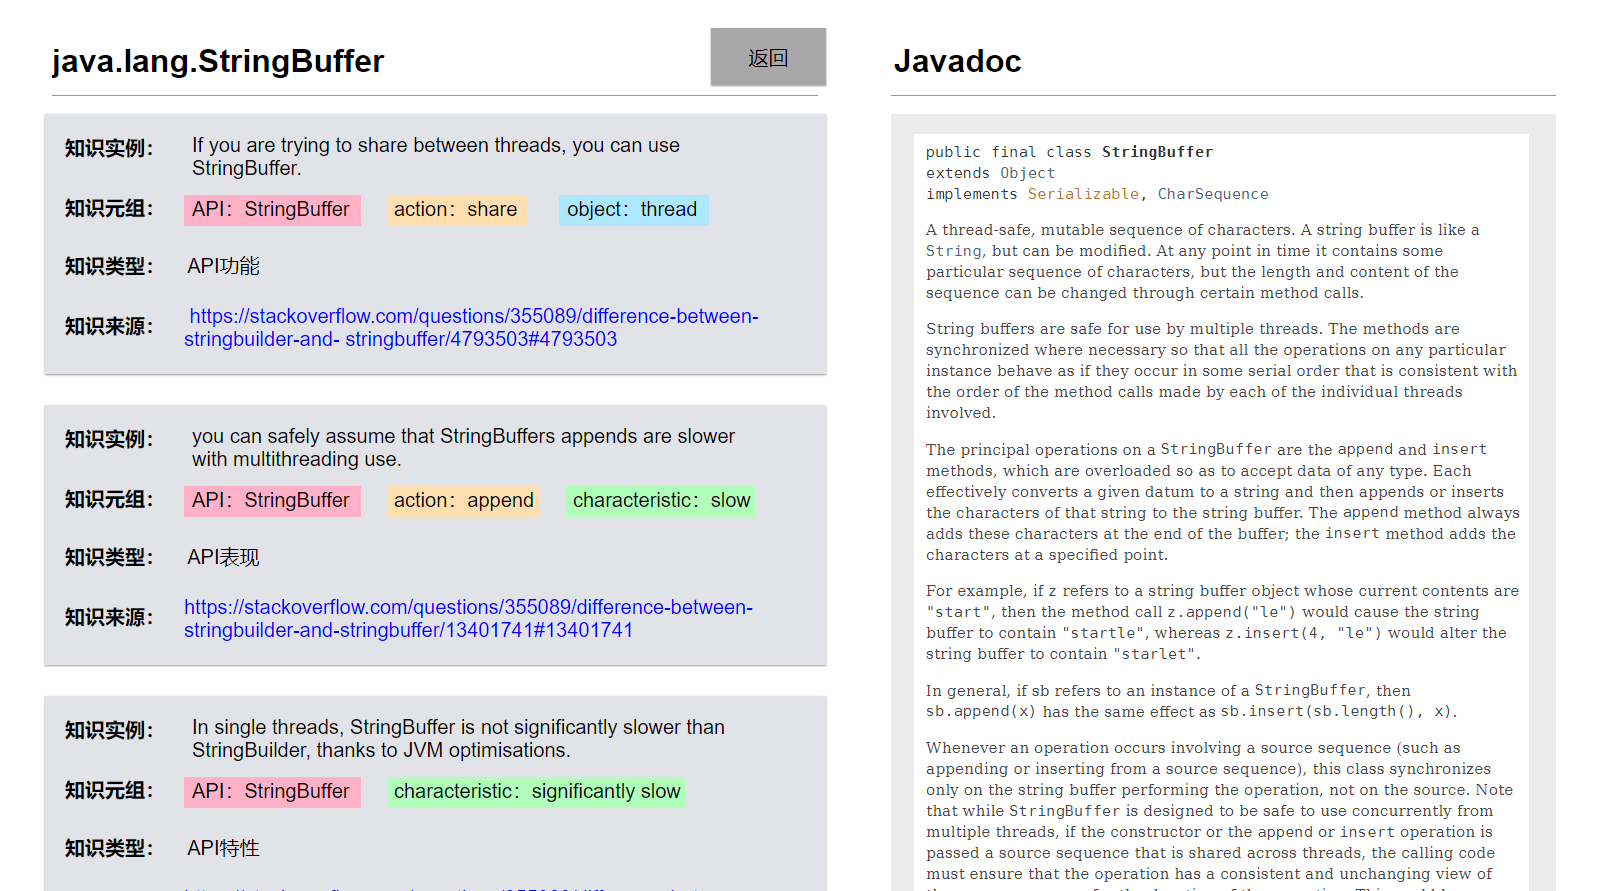 java.lang.StringBuffer
返回
知识实例：
If you are trying to share between threads, you can use
StringBuffer.
知识元组：
API：StringBuffer
action：share
object：thread
知识类型：
API功能
知识来源：
https://stackoverflow.com/questions/355089/difference-between-
stringbuilder-and- stringbuffer/4793503#4793503
知识实例：
you can safely assume that StringBuffers appends are slower
with multithreading use.
知识元组：
API：StringBuffer
action：append
characteristic：slow
知识类型：
API表现
知识来源：
https://stackoverflow.com/questions/355089/difference-between-
stringbuilder-and-stringbuffer/13401741#13401741
知识实例：
In single threads, StringBuffer is not significantly slower than
StringBuilder, thanks to JVM optimisations.
知识元组：
API：StringBuffer
characteristic：significantly slow
知识类型：
API特性
Javadoc
public final class StringBuffer
extends Object
implements Serializable, CharSequence
A thread-safe, mutable sequence of characters. A string buffer is like a
String, but can be modified. At any point in time it contains some
particular sequence of characters, but the length and content of the
sequence can be changed through certain method calls.
String buffers are safe for use by multiple threads. The methods are
synchronized where necessary so that all the operations on any particular
instance behave as if they occur in some serial order that is consistent with
the order of the method calls made by each of the individual threads
involved.
The principal operations on a StringBuffer are the append and insert
methods, which are overloaded so as to accept data of any type. Each
effectively converts a given datum to a string and then appends or inserts
the characters of that string to the string buffer. The append method always
adds these characters at the end of the buffer; the insert method adds the
characters at a specified point.
For example, if z refers to a string buffer object whose current contents are
"start", then the method call z.append("le") would cause the string
buffer to contain "startle", whereas z.insert(4, "le") would alter the
string buffer to contain "starlet".
In general, if sb refers to an instance of a StringBuffer, then
sb.append(x) has the same effect as sb.insert(sb.length(), x).
Whenever an operation occurs involving a source sequence (such as
appending or inserting from a source sequence), this class synchronizes
only on the string buffer performing the operation, not on the source. Note
that while StringBuffer is designed to be safe to use concurrently from
multiple threads, if the constructor or the append or insert operation is
passed a source sequence that is shared across threads, the calling code
must ensure that the operation has a consistent and unchanging view of